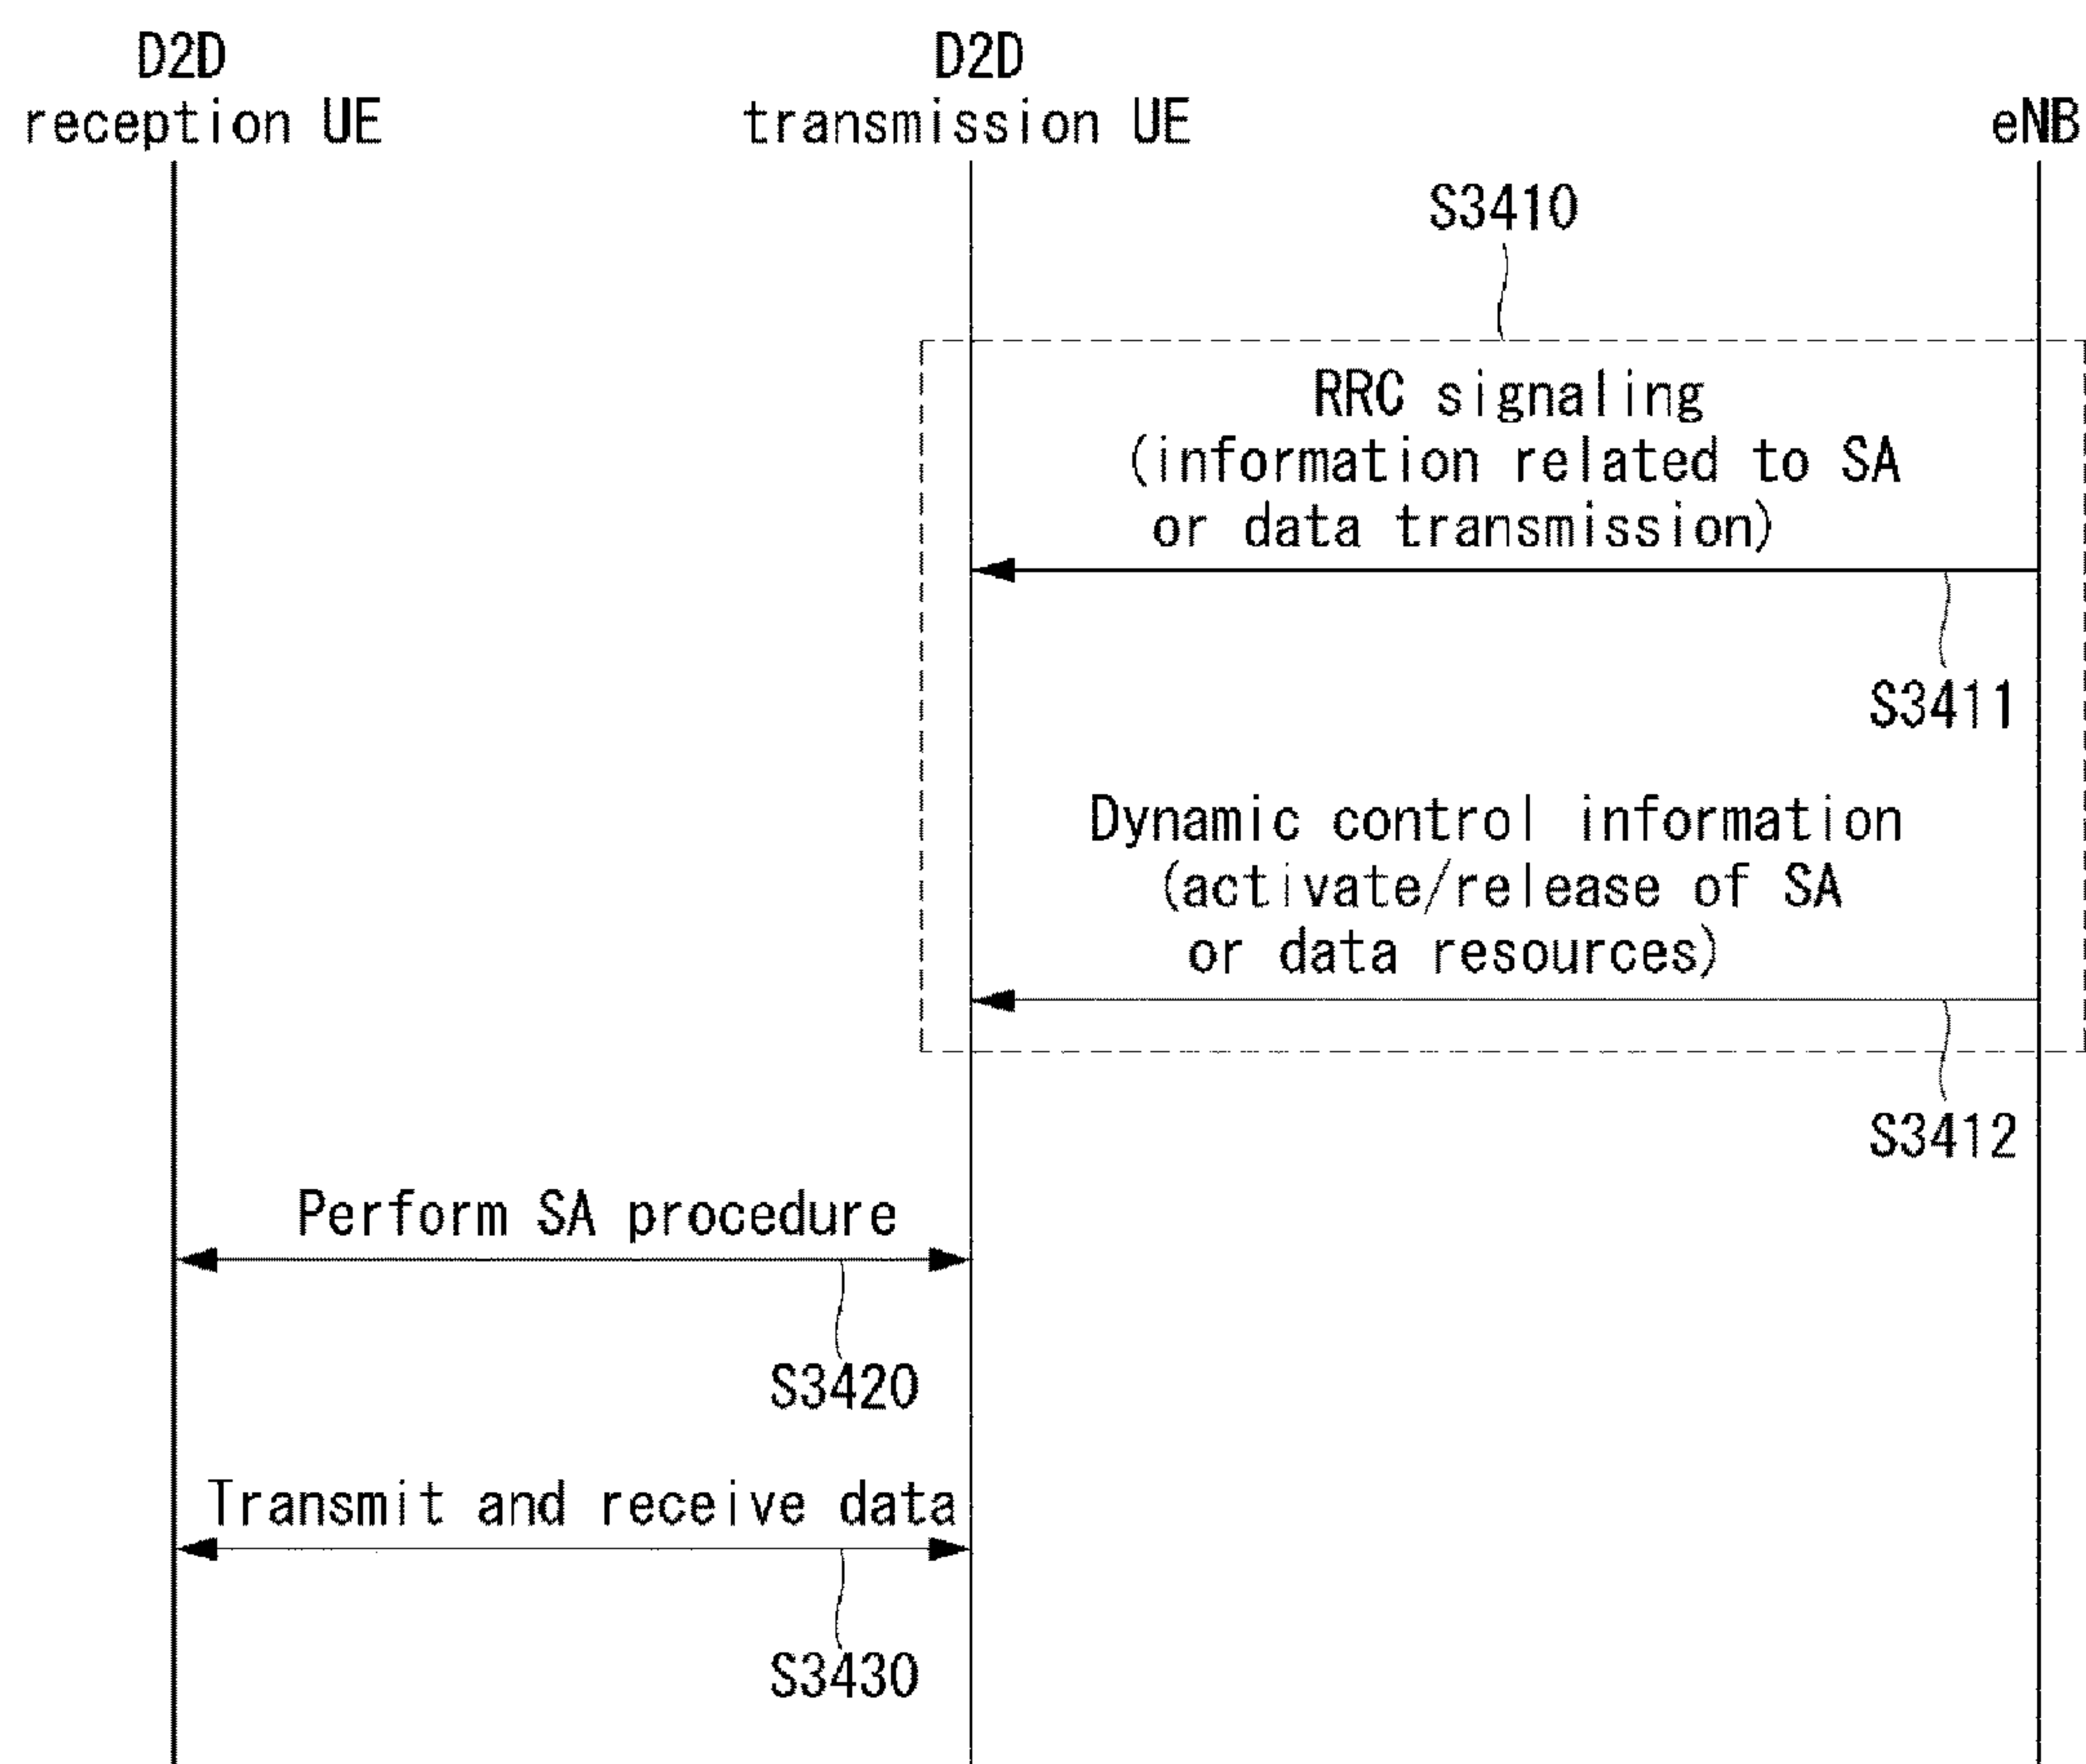 D2D
reception UE
D2D
transmission UE
eNB
S3410
RRC signaling
(information related to SA
or data transmission)
S3411
Dynamic control information
(activate/release of SA
or data resources)
S3412
Perform SA procedure
S3420
Transmit and receive data
S3430